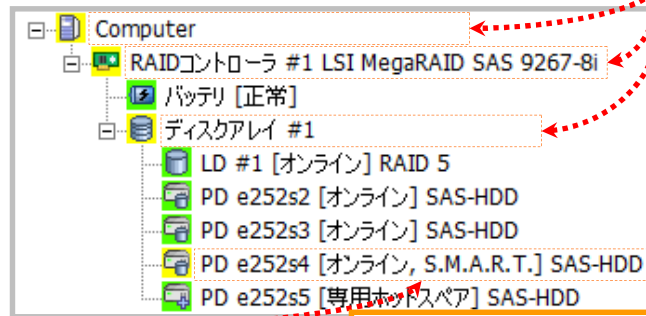 Computer
RAIDコントローラ #1 LSI MegaRAID SAS 9267-8i
バッテリ [正常]
ディスクアレイ #1
LD #1 [オンライン] RAID 5
PD e252s2 [オンライン] SAS-HDD
PD e252s3 [オンライン] SAS-HDD
PD e252s4 [オンライン, S.M.A.R.T.] SAS-HDD
PD e252s5 [専用ホットスペア] SAS-HDD